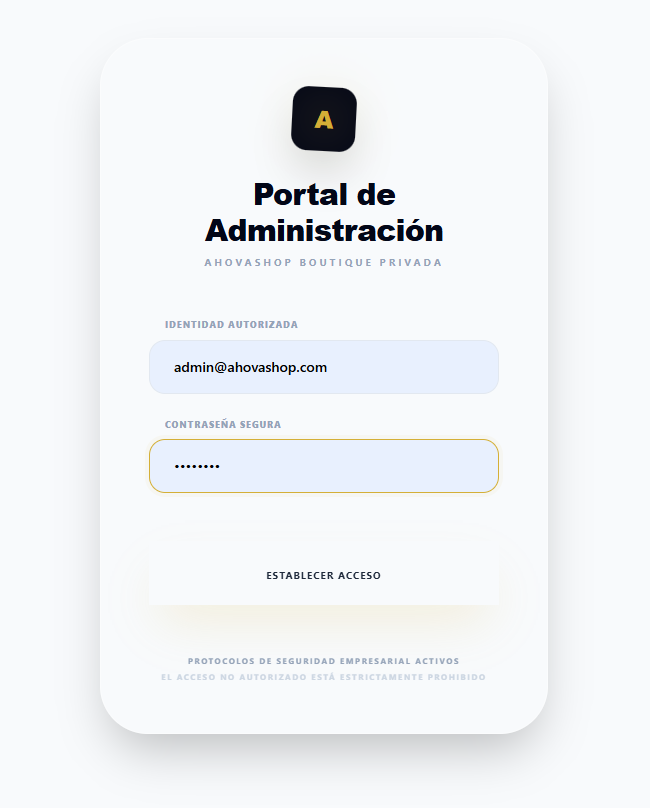 A
Portal de
Administración
AHOVASHOP BOUTIQUE PRIVADA
IDENTIDAD AUTORIZADA
admin@ahovashop.com
CONTRASEÑA SEGURA
••••••••
ESTABLECER ACCESO
PROTOCOLOS DE SEGURIDAD EMPRESARIAL ACTIVOS
EL ACCESO NO AUTORIZADO ESTÁ ESTRICTAMENTE PROHIBIDO